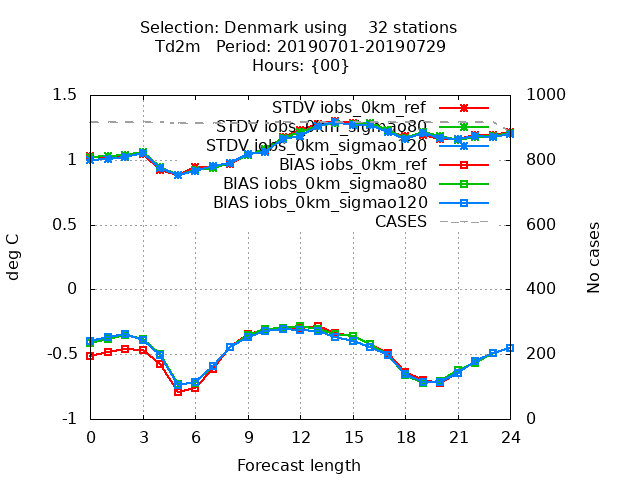 Selection: Denmark using    32 stations
Td2m   Period: 20190701-20190729
Hours: {00}
1.5
1
0.5
0
-0.5
-1
deg C
1000
800
600
400
200
0
No cases
STDV iobs_0km_ref
STDV iobs_0km_sigmao80
STDV iobs_0km_sigmao120
BIAS iobs_0km_ref
BIAS iobs_0km_sigmao80
BIAS iobs_0km_sigmao120
CASES
0 3 6 9 12 15 18 21 24
Forecast length